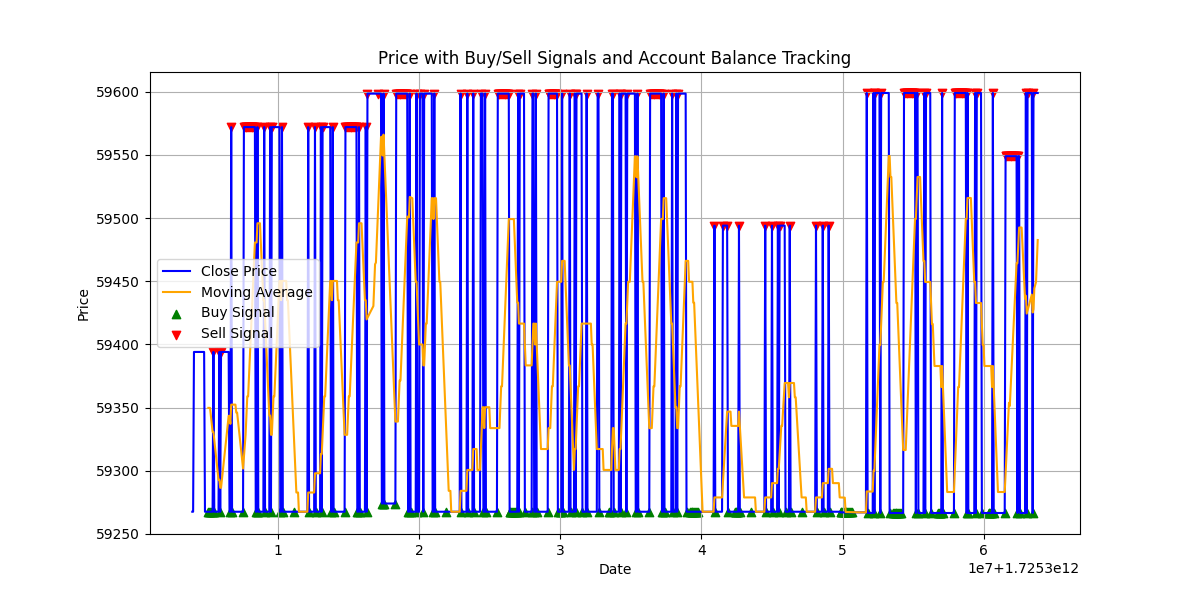 Price with Buy/Sell Signals and Account Balance Tracking
59600
59550
59500
59450
59400
59350
59300
59250
Price
Close Price
Moving Average
Buy Signal
Sell Signal
1 2 3 4 5 6
Date
1e7+1.7253e12